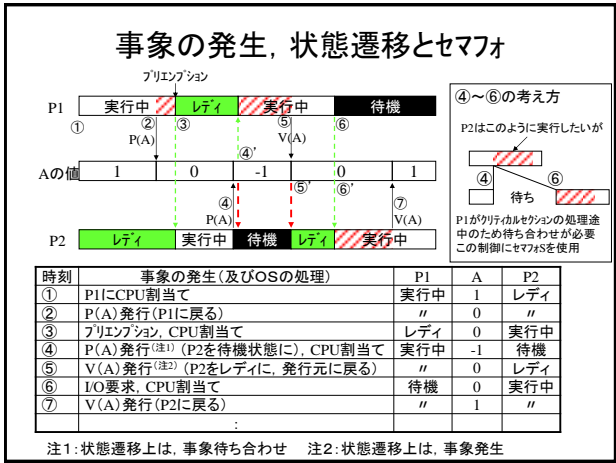 事象の発生，状態遷移とセマフォ
プリエンプション
P1 実行中 レディ 実行中 待機
① ② ③ ⑤ ⑥
P(A) V(A)
④'
Aの値 1 0 -1 0 1
④ ⑤' ⑥' ⑦
P(A) V(A)
P2 レディ 実行中 待機 レディ 実行中
④～⑥の考え方
P2はこのように実行したいが
④ ⑥
待ち
P1がクリティカルセクションの処理途
中のため待ち合わせが必要
この制御にセマフォSを使用
時刻 事象の発生（及びOSの処理） P1 A P2
① P1にCPU割当て 実行中 1 レディ
② P(A)発行（P1に戻る） 〃 0 〃
③ プリエンプション，CPU割当て レディ 0 実行中
④ P(A)発行(注1)（P2を待機状態に），CPU割当て 実行中 -1 待機
⑤ V(A)発行(注2)（P2をレディに，発行元に戻る） 〃 0 レディ
⑥ I/O要求，CPU割当て 待機 0 実行中
⑦ V(A)発行（P2に戻る） 〃 1 〃
：
注1：状態遷移上は，事象待ち合わせ 注2：状態遷移上は，事象発生